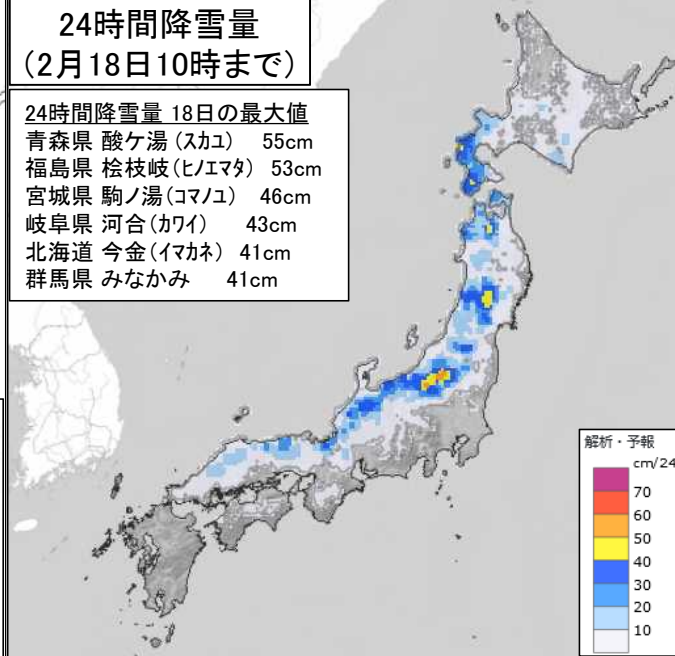 24時間降雪量
(2月18日10時まで)
24時間降雪量 18日の最大値
青森県 酸ケ湯(スカユ) 55cm
福島県 桧枝岐(ヒノエマタ) 53cm
宮城県 駒ノ湯(コマノユ) 46cm
岐阜県 河合(カワイ) 43cm
北海道 今金(イマカネ) 41cm
群馬県 みなかみ 41cm
解析・予報
cm/24
70
60
50
40
30
20
10